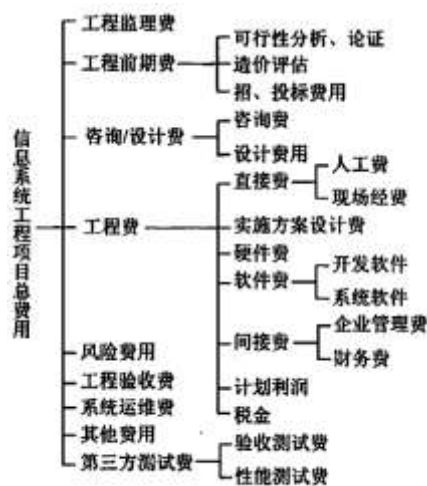 信息系统工程项目总费用
工程监理费
工程前期费
可行性分析、论证
造价评估
招、投标费用
咨询/设计费
咨询费
设计费用
工程费
直接费
人工费
现场经费
实施方案设计费
硬件费
软件费
开发软件
系统软件
间接费
企业管理费
财务费
计划利润
税金
风险费用
工程验收费
系统运维费
其他费用
第三方测试费
验收测试费
性能测试费